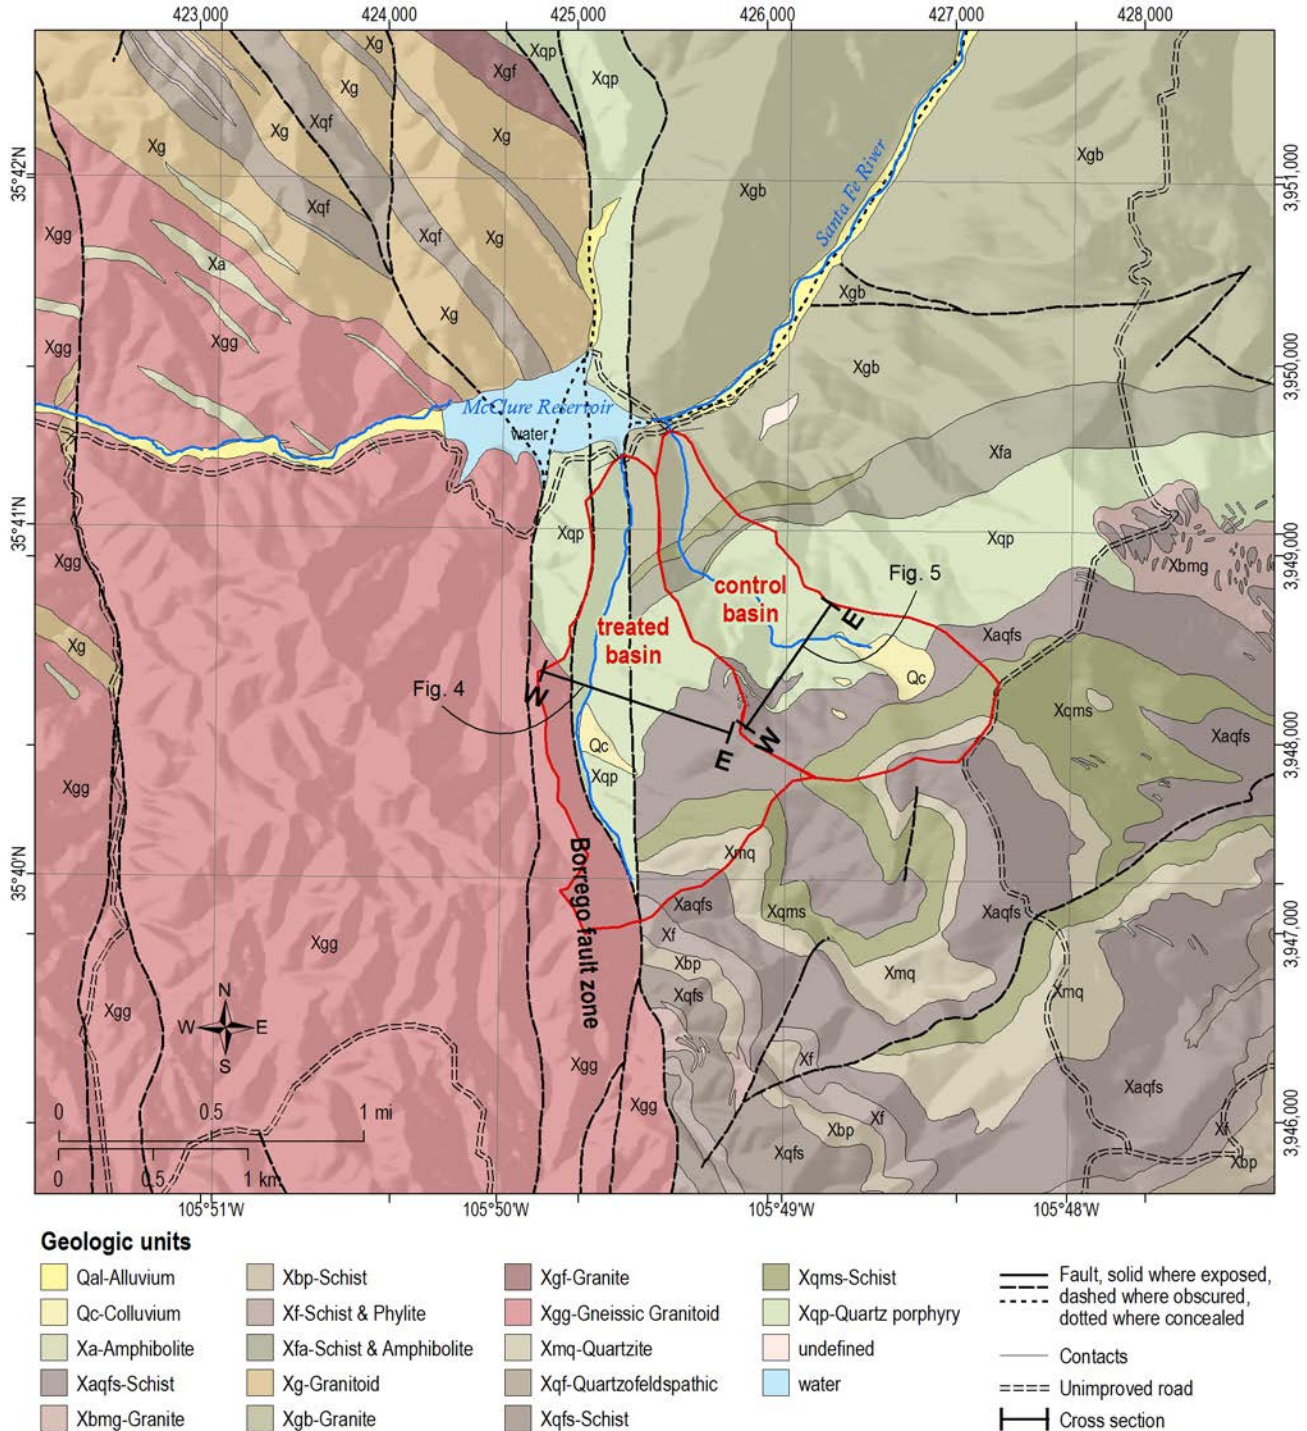 423,000 424,000 425,000 426,000 427,000 428,000
Xg
Xqp
Xqp
Xgf
Xg
Xqf
Xg
Xg
Xg
Xgb
Xgb
35°42'N
3,951,000
Santa Fe River
Xqf
Xgg
Xqf
Xg
Xa
Xgb
Xg
Xgg
Xgg
Xgb
3,950,000
McClure Reservoir
water
Xfa
35°41'N
Xqp
Xqp
3,949,000
Xgg
Xbmg
Fig. 5
control
basin
treated
basin
E
Xaqfs
Xg
Qc
Fig. 4
W
W
E
Xqms
Xaqfs
Qc
Xqp
3,948,000
Xgg
35°40'N
Xmq
Borrego fault zone
Xaqfs
Xqms
Xaqfs
Xf
Xgg
Xbp
Xmq
3,947,000
Xqfs
Xmq
N
W E
S
Xgg
Xgg
Xf
Xaqfs
Xgg
Xf
Xbp
Xf
3,946,000
Xqfs
Xbp
0 0.5 1 mi
0 0.5 1 km
105°51'W 105°50'W 105°49'W 105°48'W
Geologic units
Qal-Alluvium
Qc-Colluvium
Xa-Amphibolite
Xaqfs-Schist
Xbmg-Granite
Xbp-Schist
Xf-Schist & Phylite
Xfa-Schist & Amphibolite
Xg-Granitoid
Xgb-Granite
Xgf-Granite
Xgg-Gneissic Granitoid
Xmq-Quartzite
Xqf-Quartzofeldspathic
Xqfs-Schist
Xqms-Schist
Xqp-Quartz porphyry
undefined
water
Fault, solid where exposed,
dashed where obscured,
dotted where concealed
Contacts
Unimproved road
Cross section